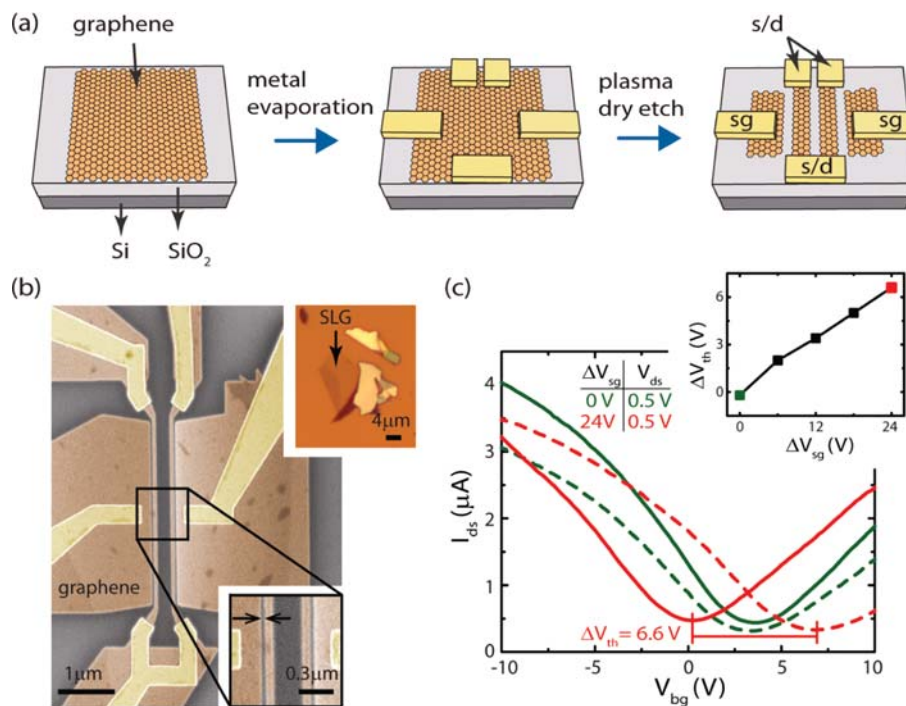 (a)
graphene
metal
evaporation
plasma
dry etch
s/d
sg
sg
s/d
Si
SiO₂
(b)
SLG
4μm
graphene
1μm
0.3μm
(c)
ΔVth (V)
6
3
0
0
12
24
ΔVsg (V)
ΔVsg Vds
0 V 0.5 V
24V 0.5 V
Ids (μA)
4
3
2
1
0
ΔVth = 6.6 V
-10
-5
0
5
10
Vbg (V)